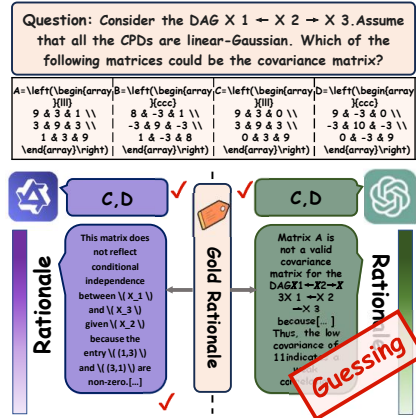 Question: Consider the DAG X 1 ← X 2 → X 3.Assume
that all the CPDs are linear-Gaussian. Which of the
following matrices could be the covariance matrix?
A=\left(\begin{array
}{lll}
9 & 3 & 1 \\
3 & 9 & 3 \\
1 & 3 & 9
\end{array}\right)
B=\left(\begin{array
}{ccc}
8 & -3 & 1 \\
-3 & 9 & -3 \\
1 & -3 & 8
\end{array}\right)
C=\left(\begin{array
}{lll}
9 & 3 & 0 \\
3 & 9 & 3 \\
0 & 3 & 9
\end{array}\right)
D=\left(\begin{array
}{ccc}
9 & -3 & 0 \\
-3 & 10 & -3 \\
0 & -3 & 9
\end{array}\right)
C,D
C,D
Rationale
This matrix does
not reflect
conditional
independence
between \( X_1 \)
and \( X_3 \)
given \( X_2 \)
because the
entry \( (1,3) \)
and \( (3,1) \) are
non-zero.[...]
Gold Rationale
Matrix A is
not a valid
covariance
matrix for the
DAGX1←X2→X
3X 1 ←X 2
→X 3
because[...]
Thus, the low
covariance of
11indicates a
Rationale
Guessing